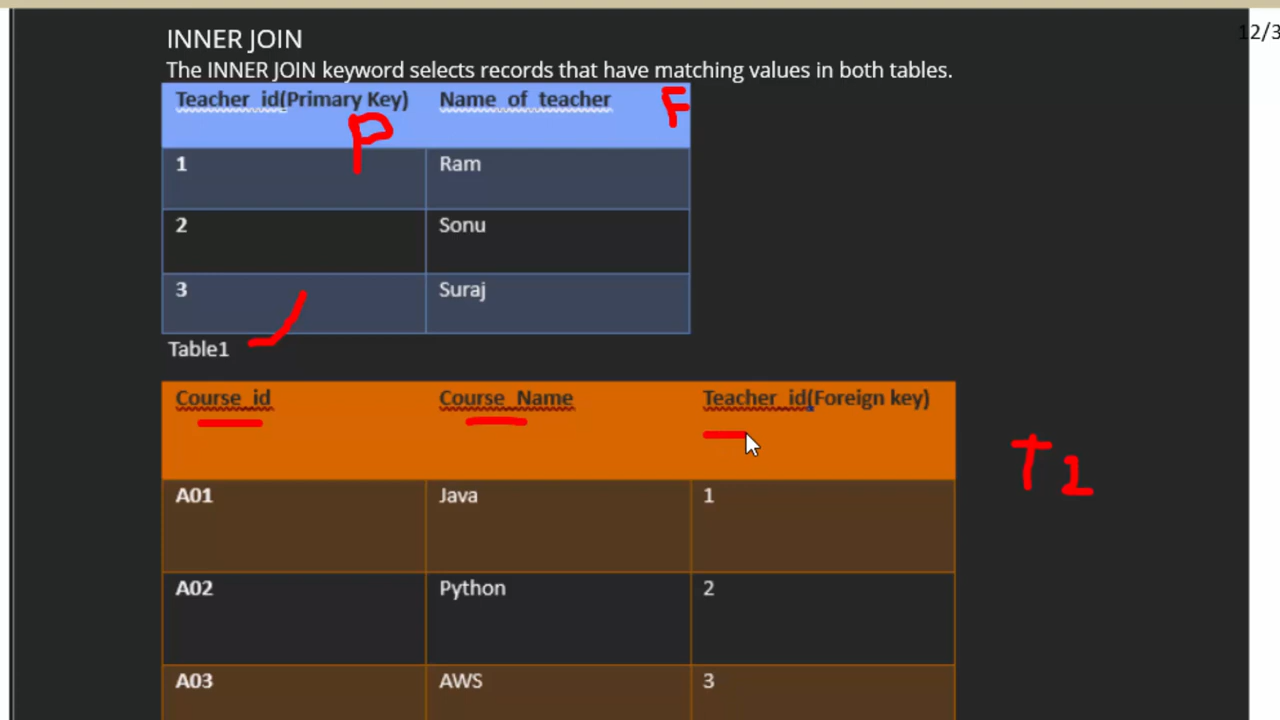 12/3
INNER JOIN
The INNER JOIN keyword selects records that have matching values in both tables.
Teacher_id(Primary Key) Name_of_teacher F
P
1 Ram
2 Sonu
3 Suraj
Table1
Course_id Course_Name Teacher_id(Foreign key)
T2
A01 Java 1
A02 Python 2
A03 AWS 3